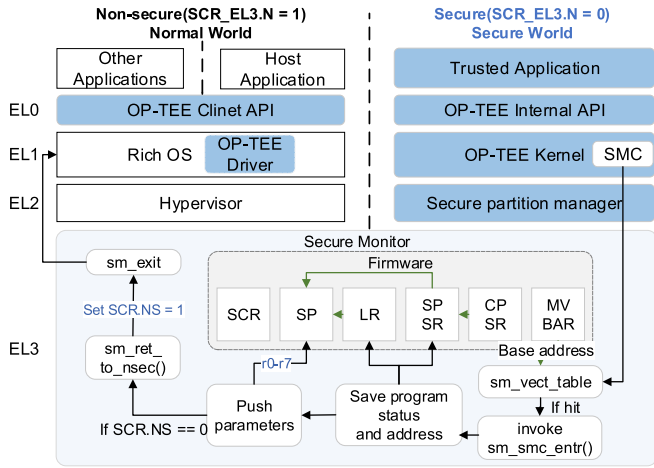 Non-secure(SCR_EL3.N = 1)
Normal World
Secure(SCR_EL3.N = 0)
Secure World
Other
Applications
Host
Application
Trusted Application
EL0
OP-TEE Clinet API
OP-TEE Internal API
EL1
Rich OS
OP-TEE
Driver
OP-TEE Kernel
SMC
EL2
Hypervisor
Secure partition manager
Secure Monitor
Firmware
sm_exit
SCR
SP
LR
SP
SR
CP
SR
MV
BAR
Set SCR.NS = 1
EL3
sm_ret_
to_nsec()
r0-r7
Base address
sm_vect_table
Push
parameters
Save program
status
and address
If hit
If SCR.NS == 0
invoke
sm_smc_entr()